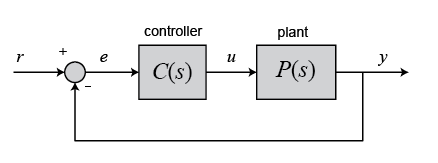 controller
plant
r
+
e
C(s)
u
P(s)
y
-